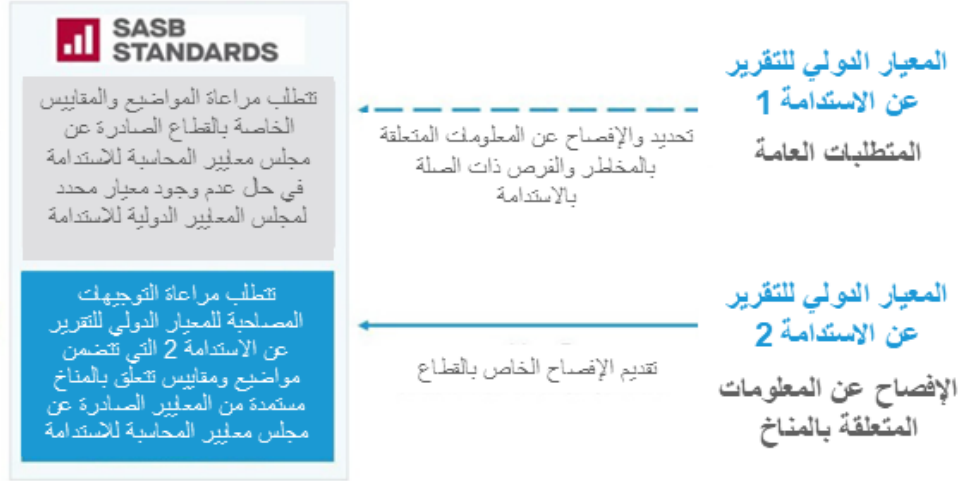 المعيار الدولي للتقرير
عن الاستدامة 1
المتطلبات العامة
تحديد والإفصاح عن المعلومات المتعلقة
بالمخاطر والفرص ذات الصلة
بالاستدامة
SASB
STANDARDS
تتطلب مراعاة المواضيع والمقاييس
الخاصة بالقطاع الصادرة عن
مجلس معايير المحاسبة للاستدامة
في حال عدم وجود معيار محدد
لمجلس المعايير الدولية للاستدامة
المعيار الدولي للتقرير
عن الاستدامة 2
الإفصاح عن المعلومات
المتعلقة بالمناخ
تقديم الإفصاح الخاص بالقطاع
تتطلب مراعاة التوجيهات
المصاحبة للمعيار الدولي للتقرير
عن الاستدامة 2 التي تتضمن
مواضيع ومقاييس تتعلق بالمناخ
مستمدة من المعايير الصادرة عن
مجلس معايير المحاسبة للاستدامة